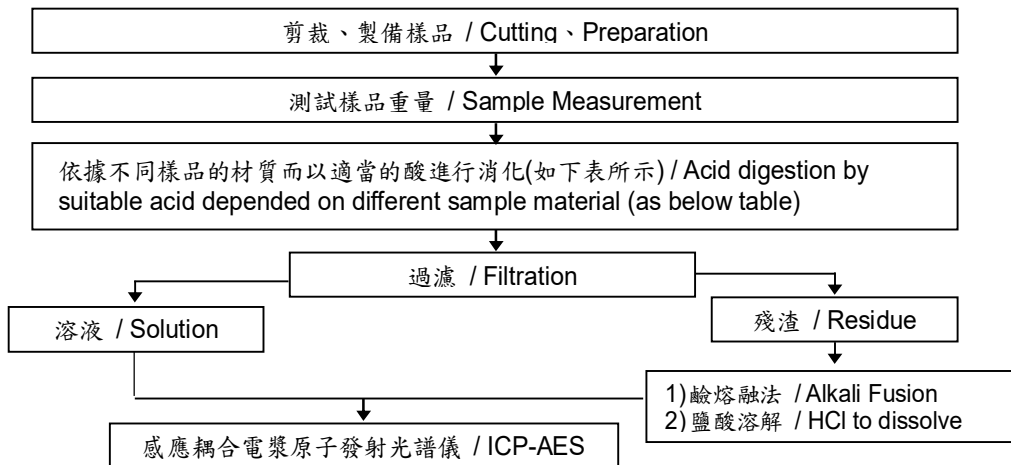 剪裁、製備樣品 / Cutting、Preparation
測試樣品重量 / Sample Measurement
依據不同樣品的材質而以適當的酸進行消化(如下表所示) / Acid digestion by
suitable acid depended on different sample material (as below table)
過濾 / Filtration
溶液 / Solution
殘渣 / Residue
1)鹼熔融法 / Alkali Fusion
2)鹽酸溶解 / HCl to dissolve
感應耦合電漿原子發射光譜儀 / ICP-AES